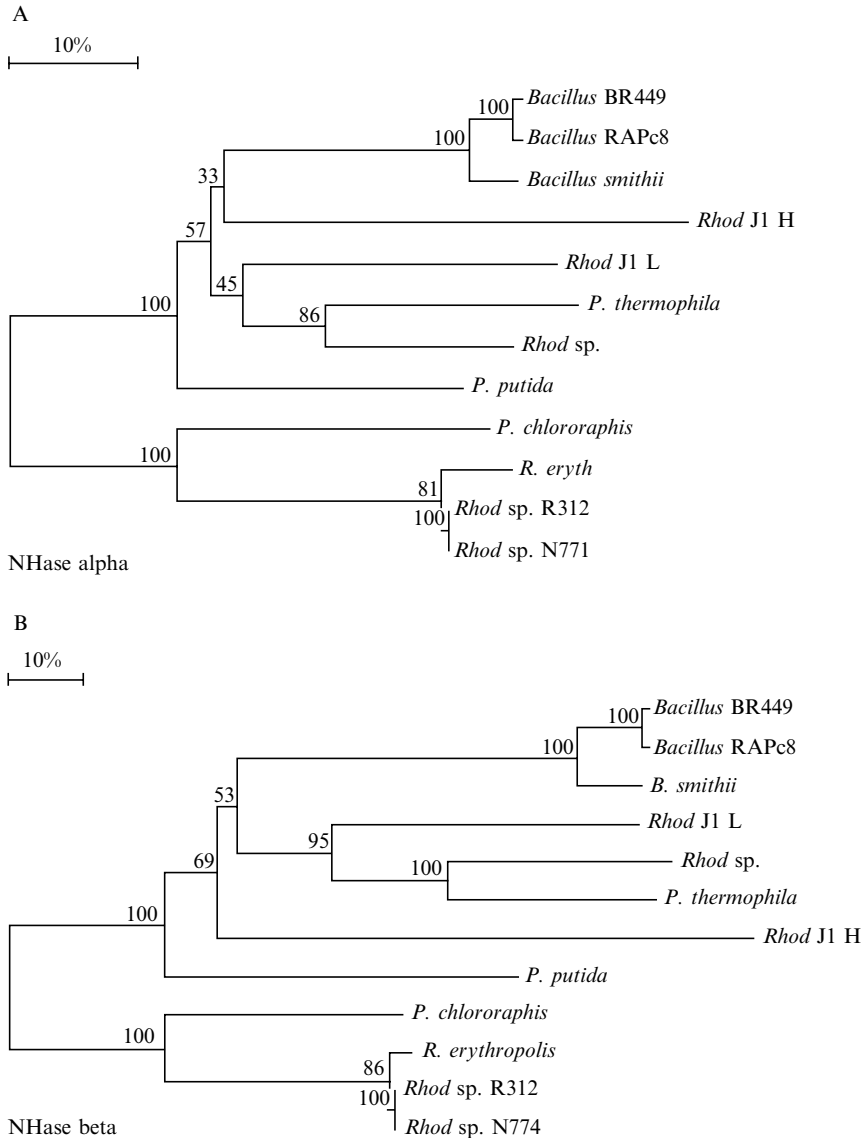 A
10%
100 Bacillus BR449
100 Bacillus RAPc8
Bacillus smithii
33
Rhod J1 H
57
Rhod J1 L
45
P. thermophila
86
100
Rhod sp.
P. putida
P. chlororaphis
100
R. eryth
81
Rhod sp. R312
100
Rhod sp. N771
NHase alpha
B
10%
Bacillus BR449
100
100 Bacillus RAPc8
B. smithii
53
Rhod J1 L
95
69
Rhod sp.
100
P. thermophila
100
Rhod J1 H
P. putida
P. chlororaphis
100
R. erythropolis
86
Rhod sp. R312
100
NHase beta Rhod sp. N774